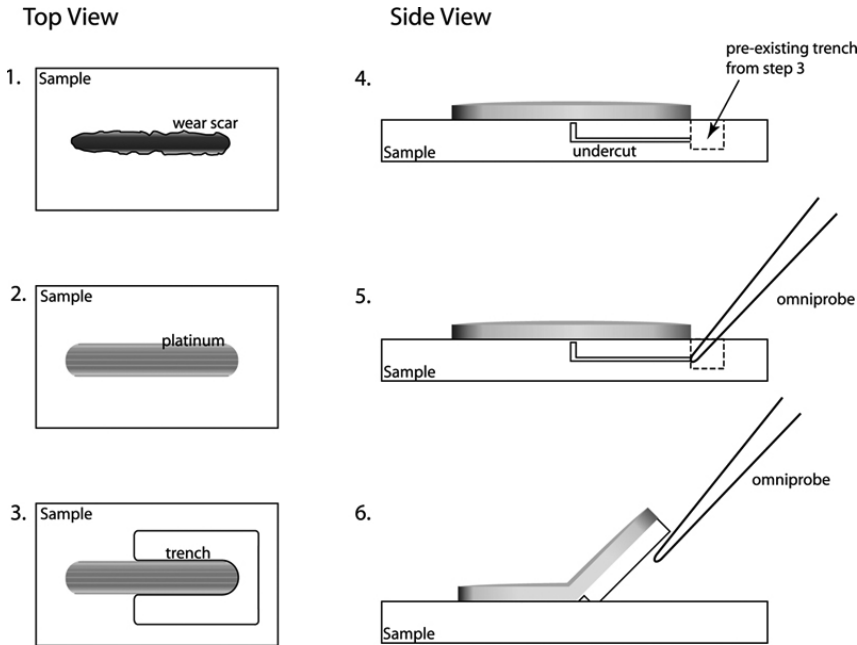 Top View
1.
Sample
wear scar
2.
Sample
platinum
3.
Sample
trench
Side View
4.
pre-existing trench
from step 3
undercut
Sample
5.
omniprobe
Sample
6.
omniprobe
Sample